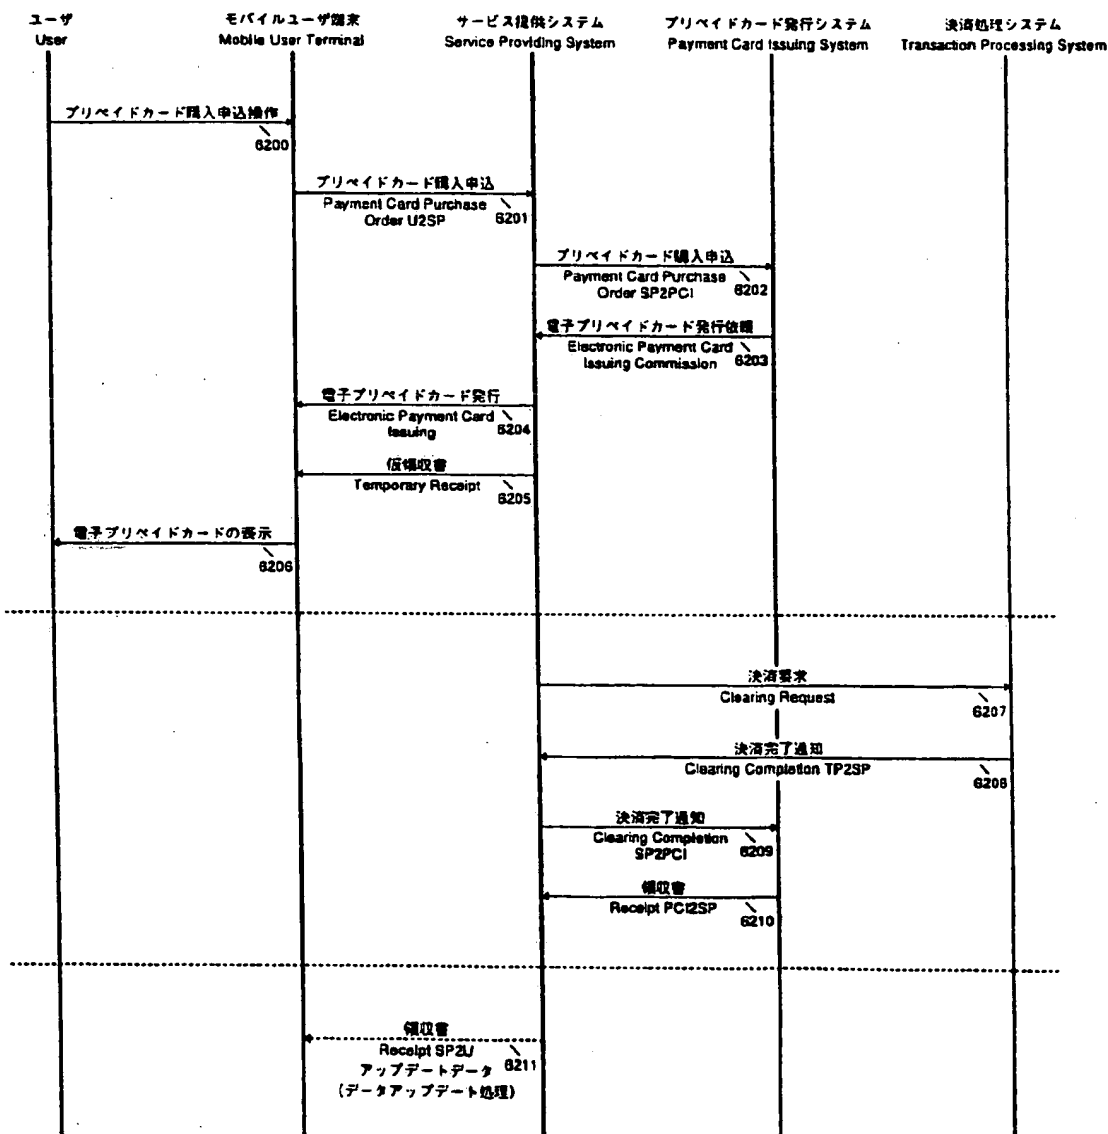 ユーザ
User
モバイルユーザ端末
Mobile User Terminal
サービス提供システム
Service Providing System
プリペイドカード発行システム
Payment Card Issuing System
決済処理システム
Transaction Processing System
プリペイドカード購入申込操作
6200
プリペイドカード購入申込
Payment Card Purchase
Order U2SP
6201
プリペイドカード購入申込
Payment Card Purchase
Order SP2PCI
6202
電子プリペイドカード発行依頼
Electronic Payment Card
Issuing Commission
6203
電子プリペイドカード発行
Electronic Payment Card
Issuing
6204
仮領収書
Temporary Receipt
6205
電子プリペイドカードの表示
6206
決済要求
Clearing Request
6207
決済完了通知
Clearing Completion TP2SP
6208
決済完了通知
Clearing Completion
SP2PCI
6209
領収書
Receipt PCI2SP
6210
領収書
Receipt SP2U
6211
アップデートデータ
(データアップデート処理)